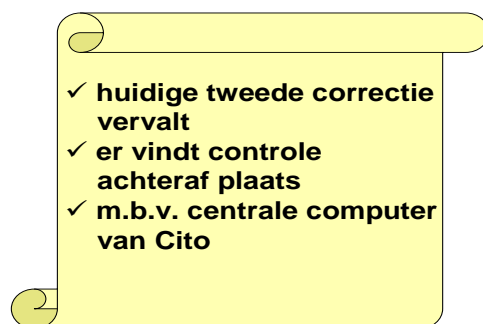 ✓ huidige tweede correctie
vervalt
✓ er vindt controle
achteraf plaats
✓ m.b.v. centrale computer
van Cito